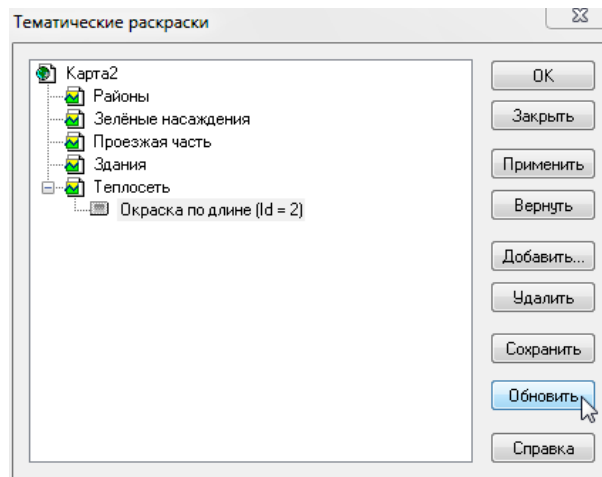 Тематические раскраски
Карта2
Районы
Зелёные насаждения
Проезжая часть
Здания
Теплосеть
Окраска по длине (Id = 2)
OK
Закрыть
Применить
Вернуть
Добавить...
Удалить
Сохранить
Обновить
Справка